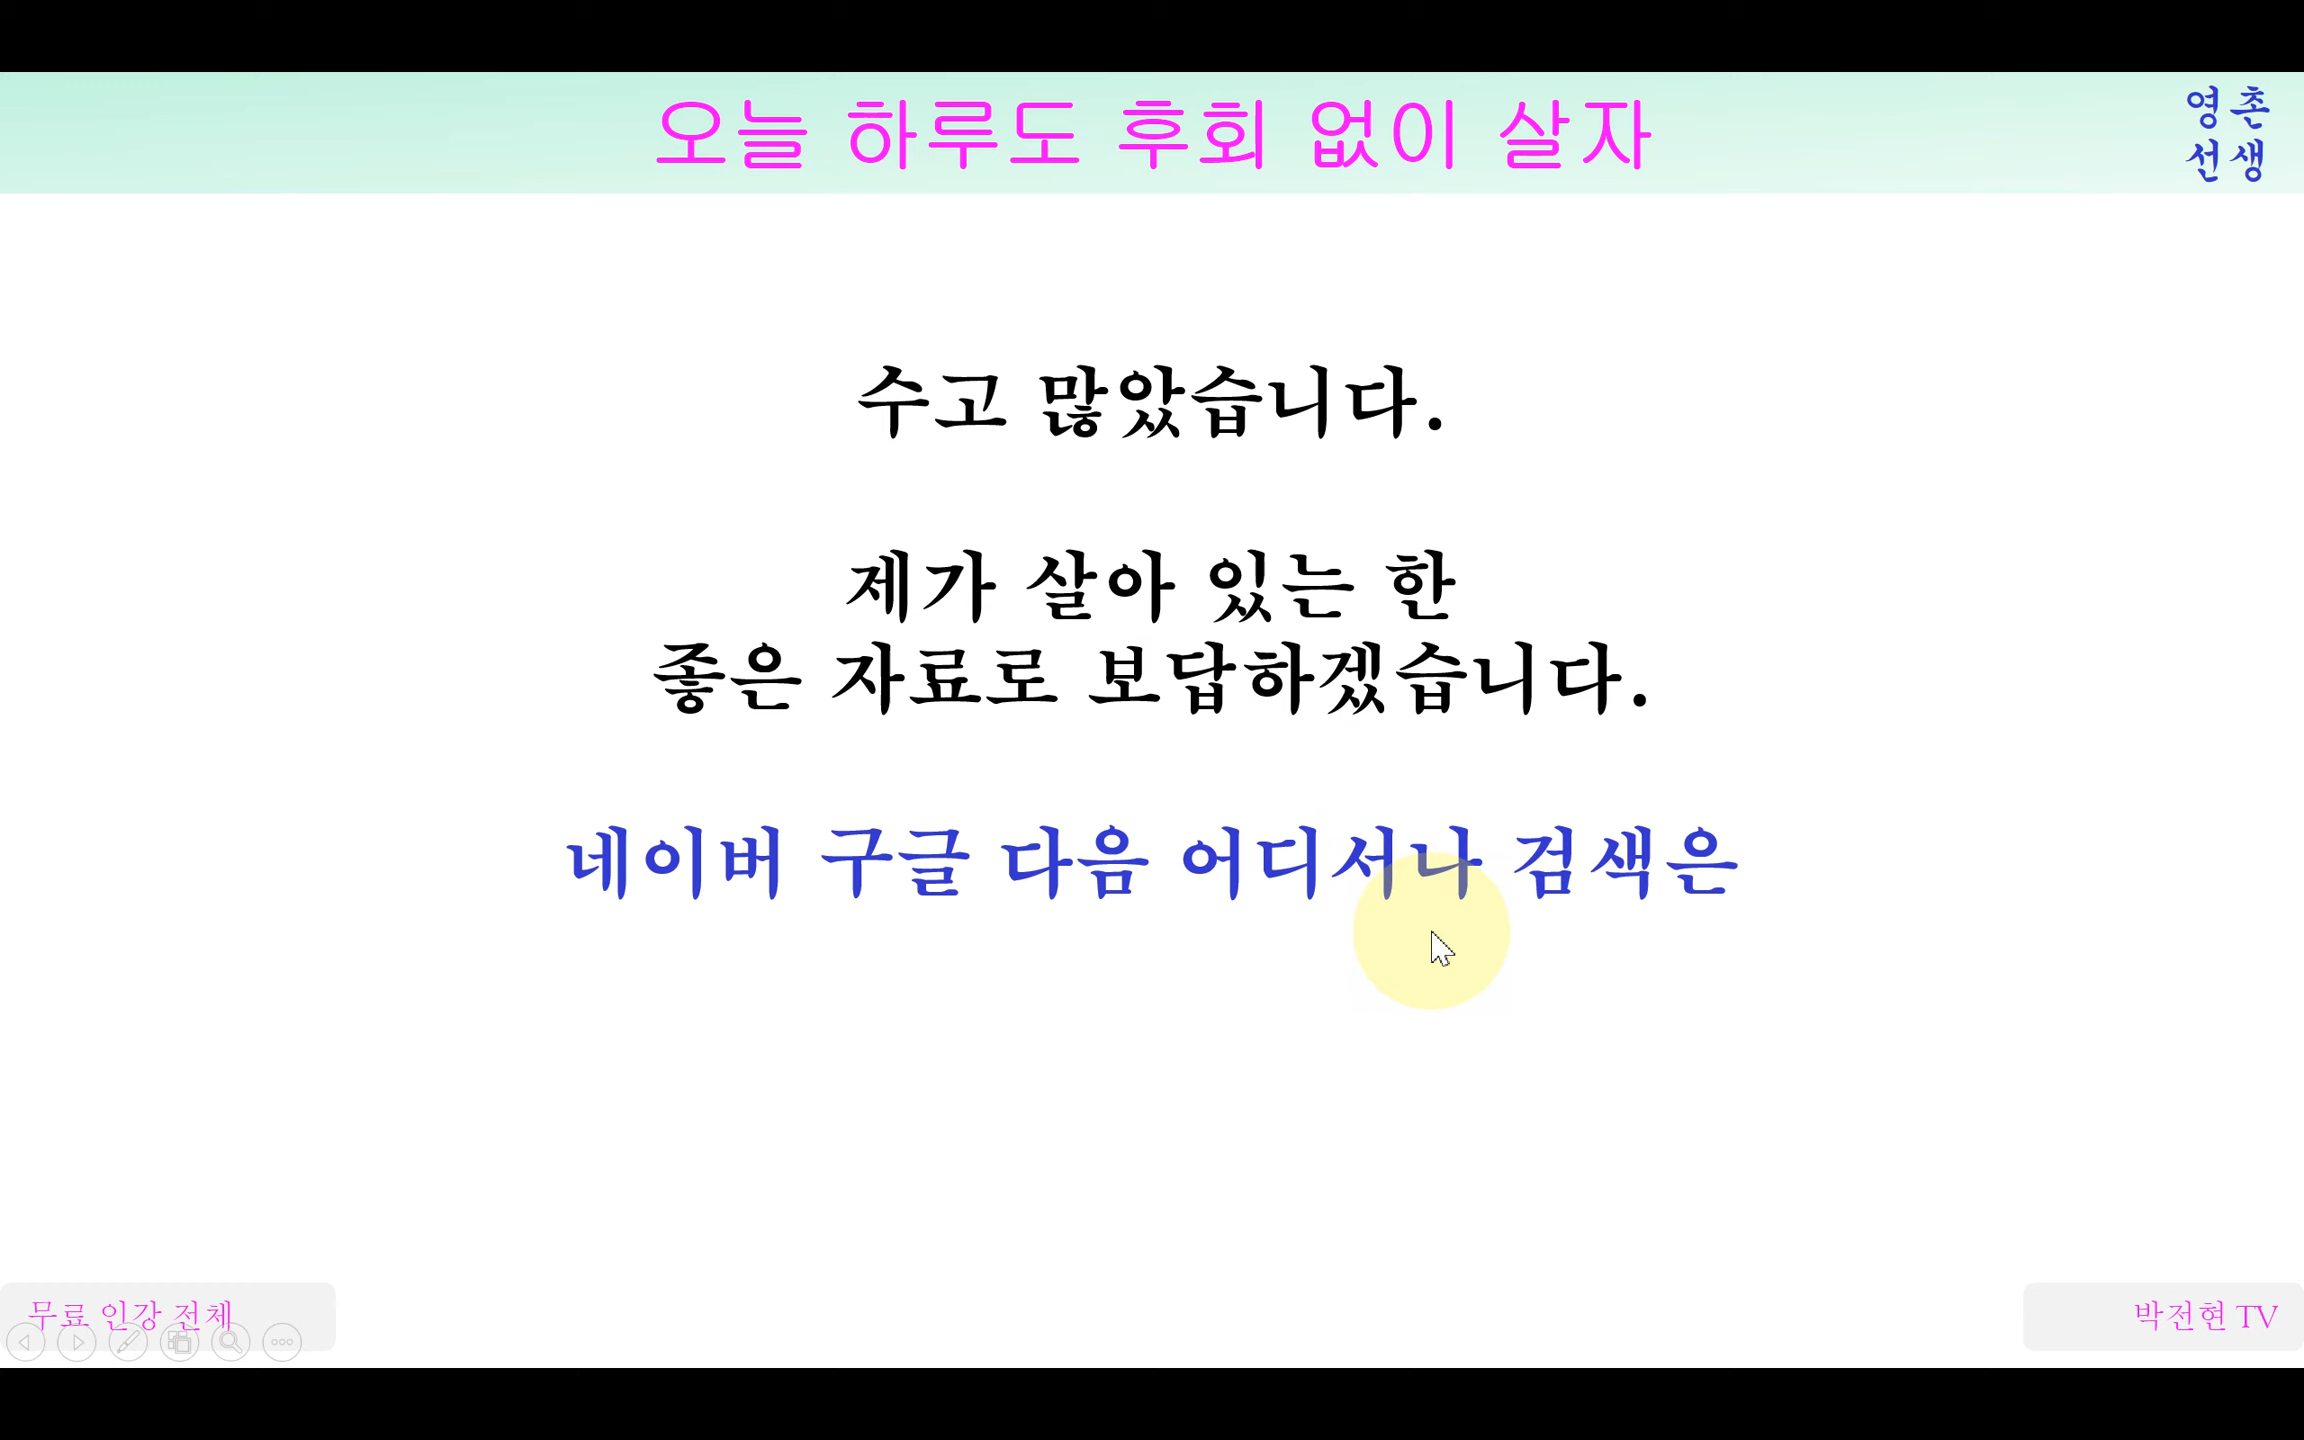 오늘 하루도 후회 없이 살자
영촌
선생
수고 많았습니다.
제가 살아 있는 한
좋은 자료로 보답하겠습니다.
네이버 구글 다음 어디서나 검색은
무료 인강 전체
박전현 TV